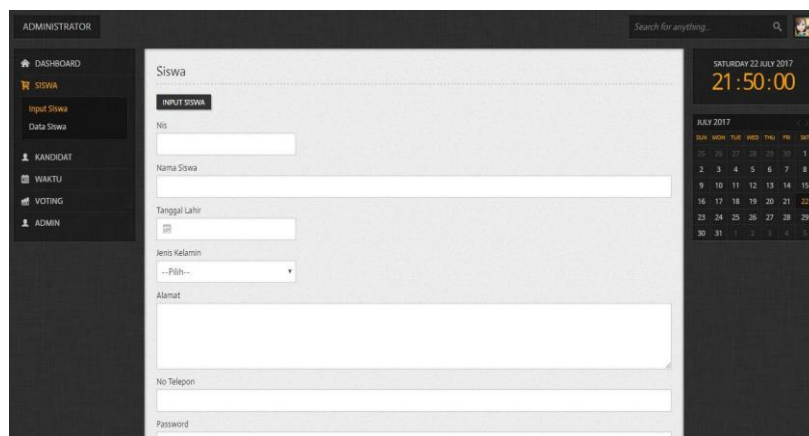 ADMINISTRATOR
Search for anything...
DASHBOARD
SISWA
Input Siswa
Data Siswa
KANDIDAT
WAKTU
VOTING
ADMIN
Siswa
INPUT SISWA
Nis
Nama Siswa
Tanggal Lahir
Jenis Kelamin
--Pilih--
Alamat
No Telepon
Password
SATURDAY 22 JULY 2017
21:50:00
JULY 2017
SUN MON TUE WED THU FRI SAT
25 26 27 28 29 30 1
2 3 4 5 6 7 8
9 10 11 12 13 14 15
16 17 18 19 20 21 22
23 24 25 26 27 28 29
30 31 1 2 3 4 5